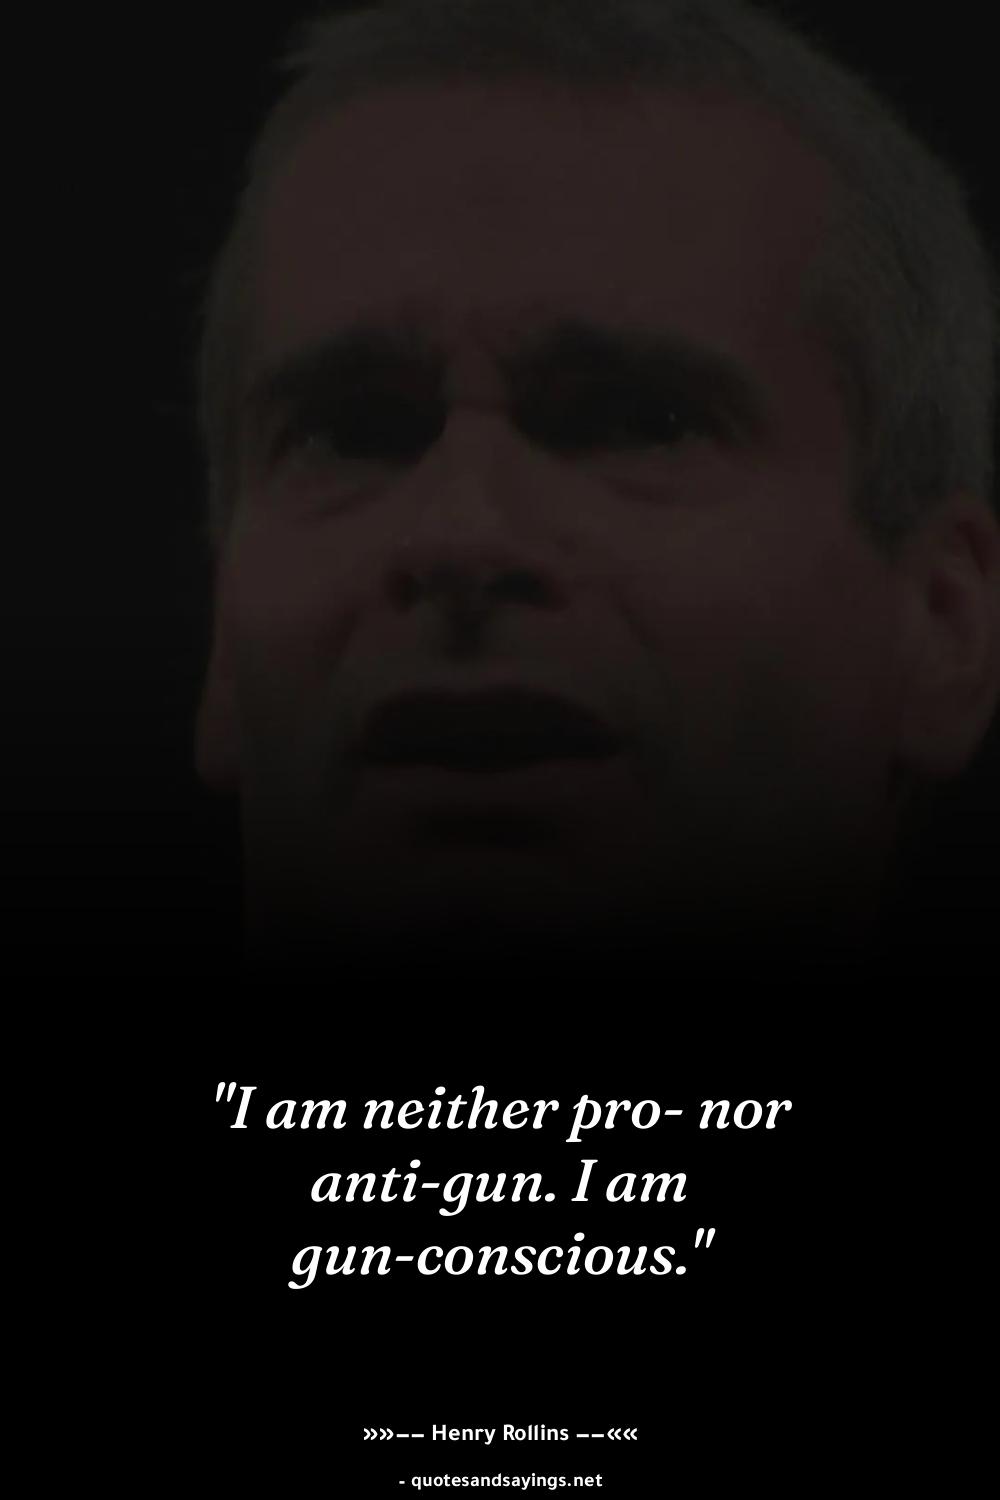 "I am neither pro- nor
anti-gun. I am
gun-conscious."
»»−− Henry Rollins −−««
- quotesandsayings.net